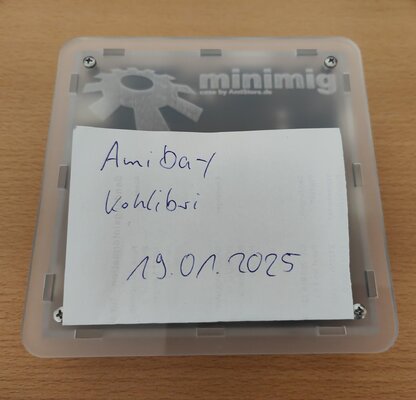 minimig
case by AmiStore.de
AmiBay
Kohlibri
19.01.2025